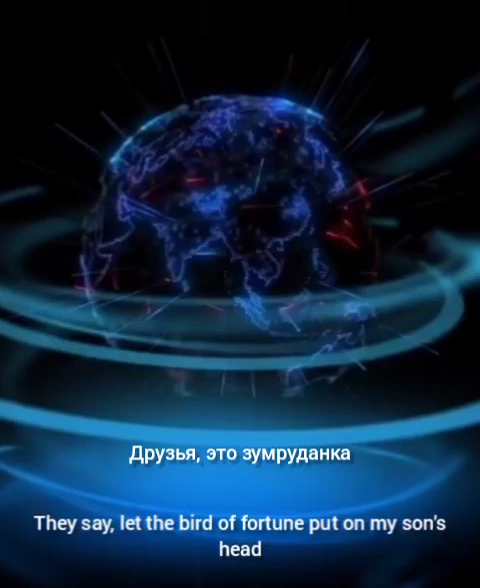 Друзья, это зумруданка
They say, let the bird of fortune put on my son's
head